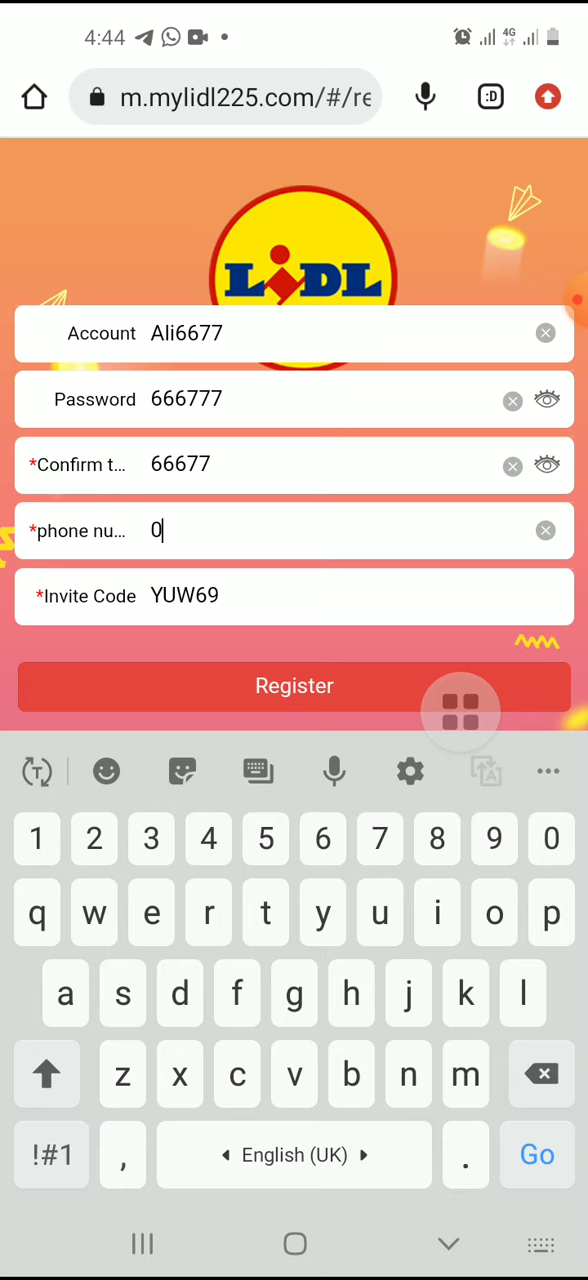 4:44
4G
m.mylidl225.com/#/re
:D
LiDL
Account Ali6677
Password 666777
*Confirm t... 66677
*phone nu... 0
*Invite Code YUW69
Register
T
A
1 2 3 4 5 6 7 8 9 0
q w e r t y u i o p
a s d f g h j k l
z x c v b n m
!#1 , English (UK) . Go